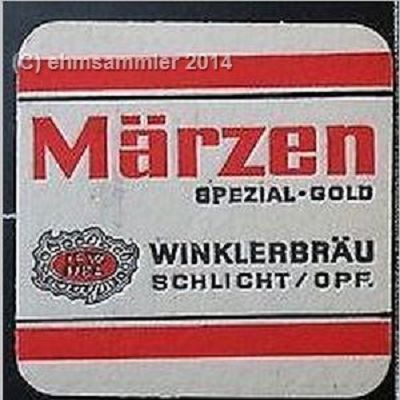 (C) ehmsammler 2014
Märzen
SPEZIAL-GOLD
WINKLERBRÄU
SCHLICHT/OPF.